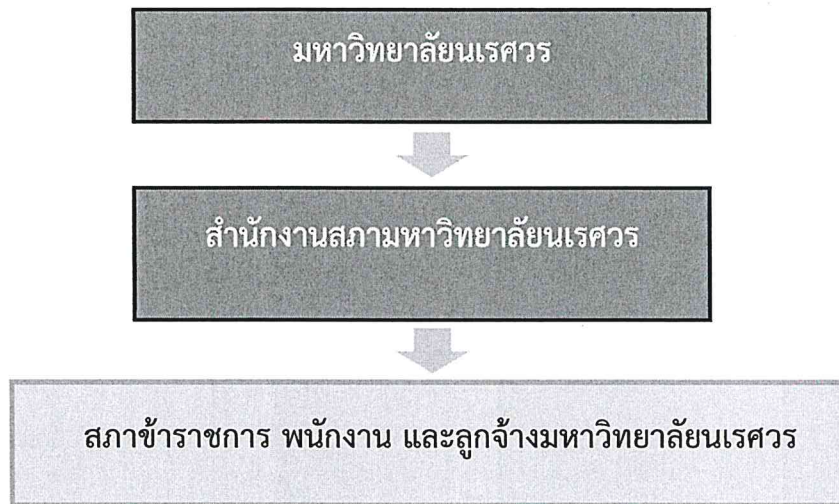 มหาวิทยาลัยนเรศวร
สำนักงานสภามหาวิทยาลัยนเรศวร
สภาข้าราชการ พนักงาน และลูกจ้างมหาวิทยาลัยนเรศวร